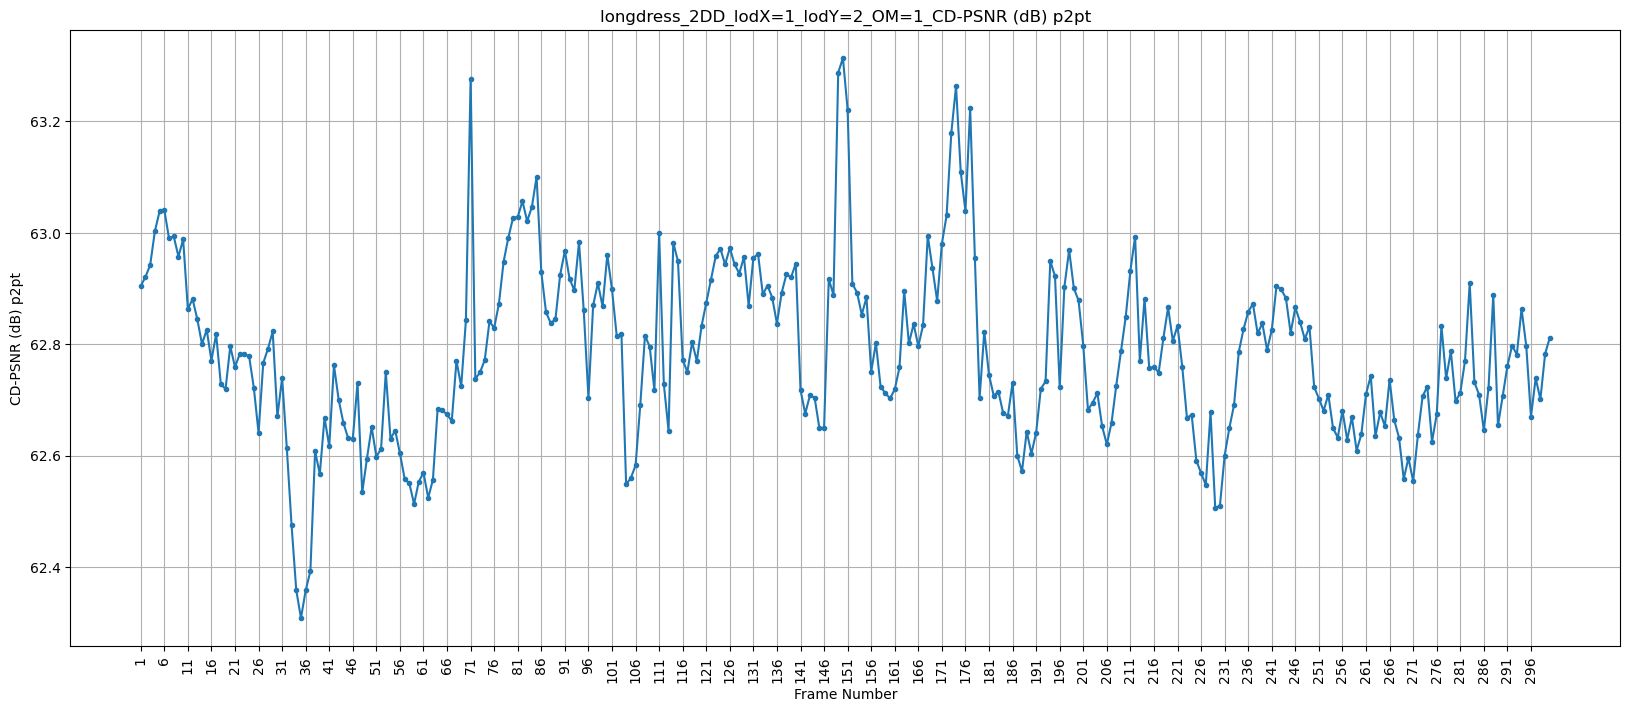 longdress_2DD_lodX=1_lodY=2_OM=1_CD-PSNR (dB) p2pt
CD-PSNR (dB) p2pt
63.2
63.0
62.8
62.6
62.4
1 6 11 16 21 26 31 36 41 46 51 56 61 66 71 76 81 86 91 96 101 106 111 116 121 126 131 136 141 146 151 156 161 166 171 176 181 186 191 196 201 206 211 216 221 226 231 236 241 246 251 256 261 266 271 276 281 286 291 296
Frame Number